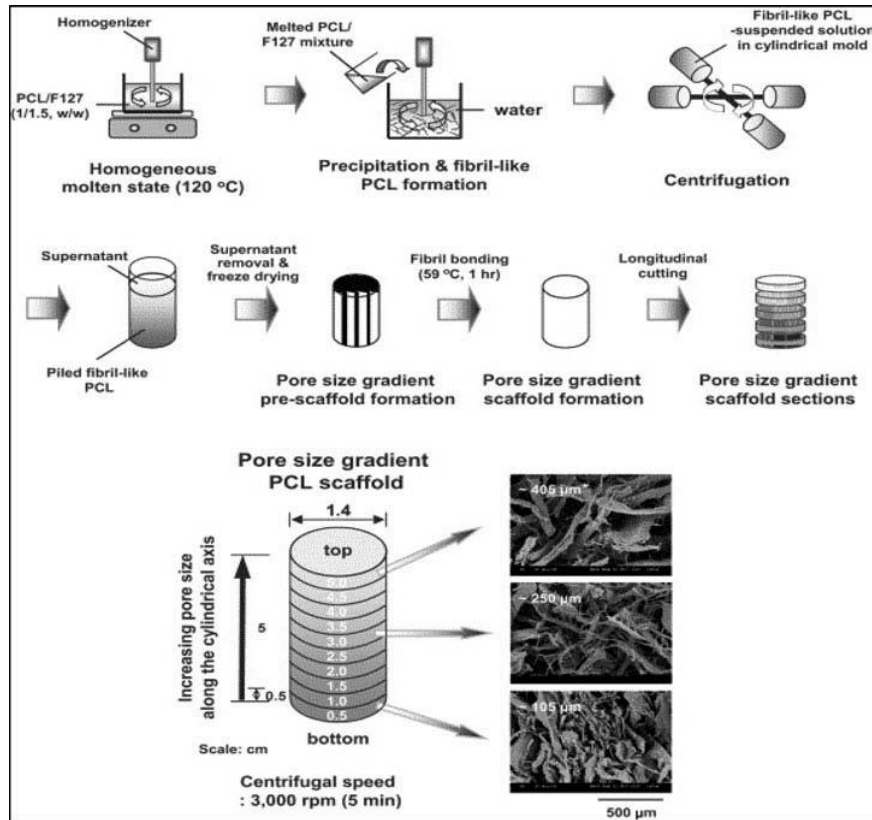 Homogenizer
PCL/F127
(1/1.5, w/w)
Homogeneous
molten state (120 °C)
Melted PCL/
F127 mixture
water
Precipitation & fibril-like
PCL formation
Fibril-like PCL
-suspended solution
in cylindrical mold
Centrifugation
Supernatant
Piled fibril-like
PCL
Supernatant
removal &
freeze drying
Pore size gradient
pre-scaffold formation
Fibril bonding
(59 °C, 1 hr)
Pore size gradient
scaffold formation
Longitudinal
cutting
Pore size gradient
scaffold sections
Pore size gradient
PCL scaffold
1.4
top
5.0
4.5
4.0
3.5
3.0
2.5
2.0
1.5
1.0
0.5
bottom
Increasing pore size
along the cylindrical axis
5
0.5
Scale: cm
Centrifugal speed
: 3,000 rpm (5 min)
~ 405 μm*
~ 250 μm
~ 105 μm
500 μm